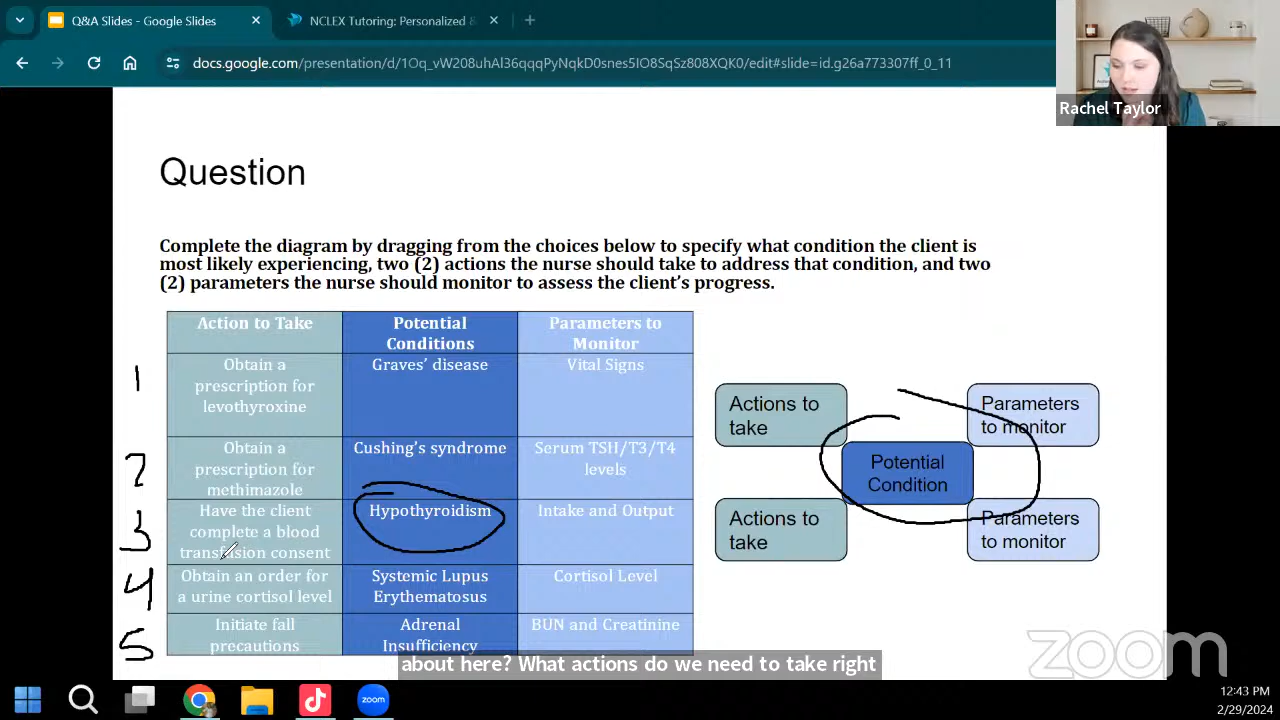 Q&A Slides - Google Slides
NCLEX Tutoring: Personalized &
docs.google.com/presentation/d/1Oq_vW208uhAl36qqqPyNqkD0snes5IO8SqSz808XQK0/edit#slide=id.g26a773307ff_0_11
Rachel Taylor
Question
Complete the diagram by dragging from the choices below to specify what condition the client is
most likely experiencing, two (2) actions the nurse should take to address that condition, and two
(2) parameters the nurse should monitor to assess the client's progress.
Action to Take
Potential
Conditions
Parameters to
Monitor
1
Obtain a
prescription for
levothyroxine
Graves' disease
Vital Signs
2
Obtain a
prescription for
methimazole
Cushing's syndrome
Serum TSH/T3/T4
levels
3
Have the client
complete a blood
transfusion consent
Hypothyroidism
Intake and Output
4
Obtain an order for
a urine cortisol level
Systemic Lupus
Erythematosus
Cortisol Level
5
Initiate fall
precautions
Adrenal
Insufficiency
BUN and Creatinine
Actions to
take
Parameters
to monitor
Potential
Condition
Actions to
take
Parameters
to monitor
about here? What actions do we need to take right
zoom
zoom
12:43 PM
2/29/2024